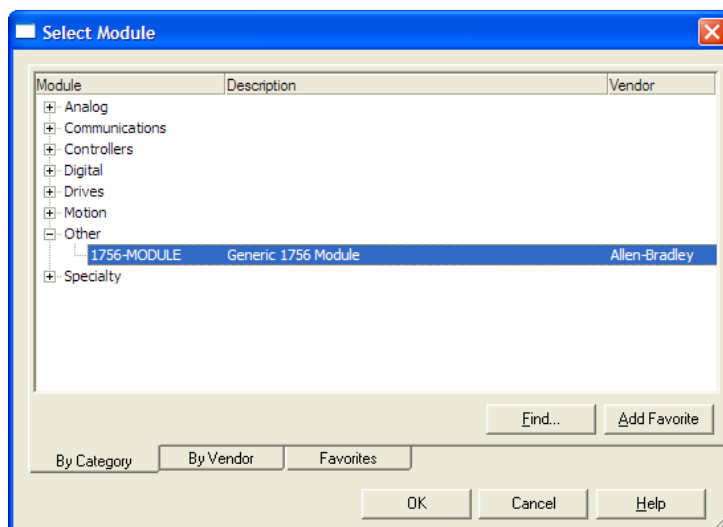 Select Module
Module Description Vendor
Analog
Communications
Controllers
Digital
Drives
Motion
Other
1756-MODULE Generic 1756 Module Allen-Bradley
Specialty
Find... Add Favorite
By Category By Vendor Favorites
OK Cancel Help